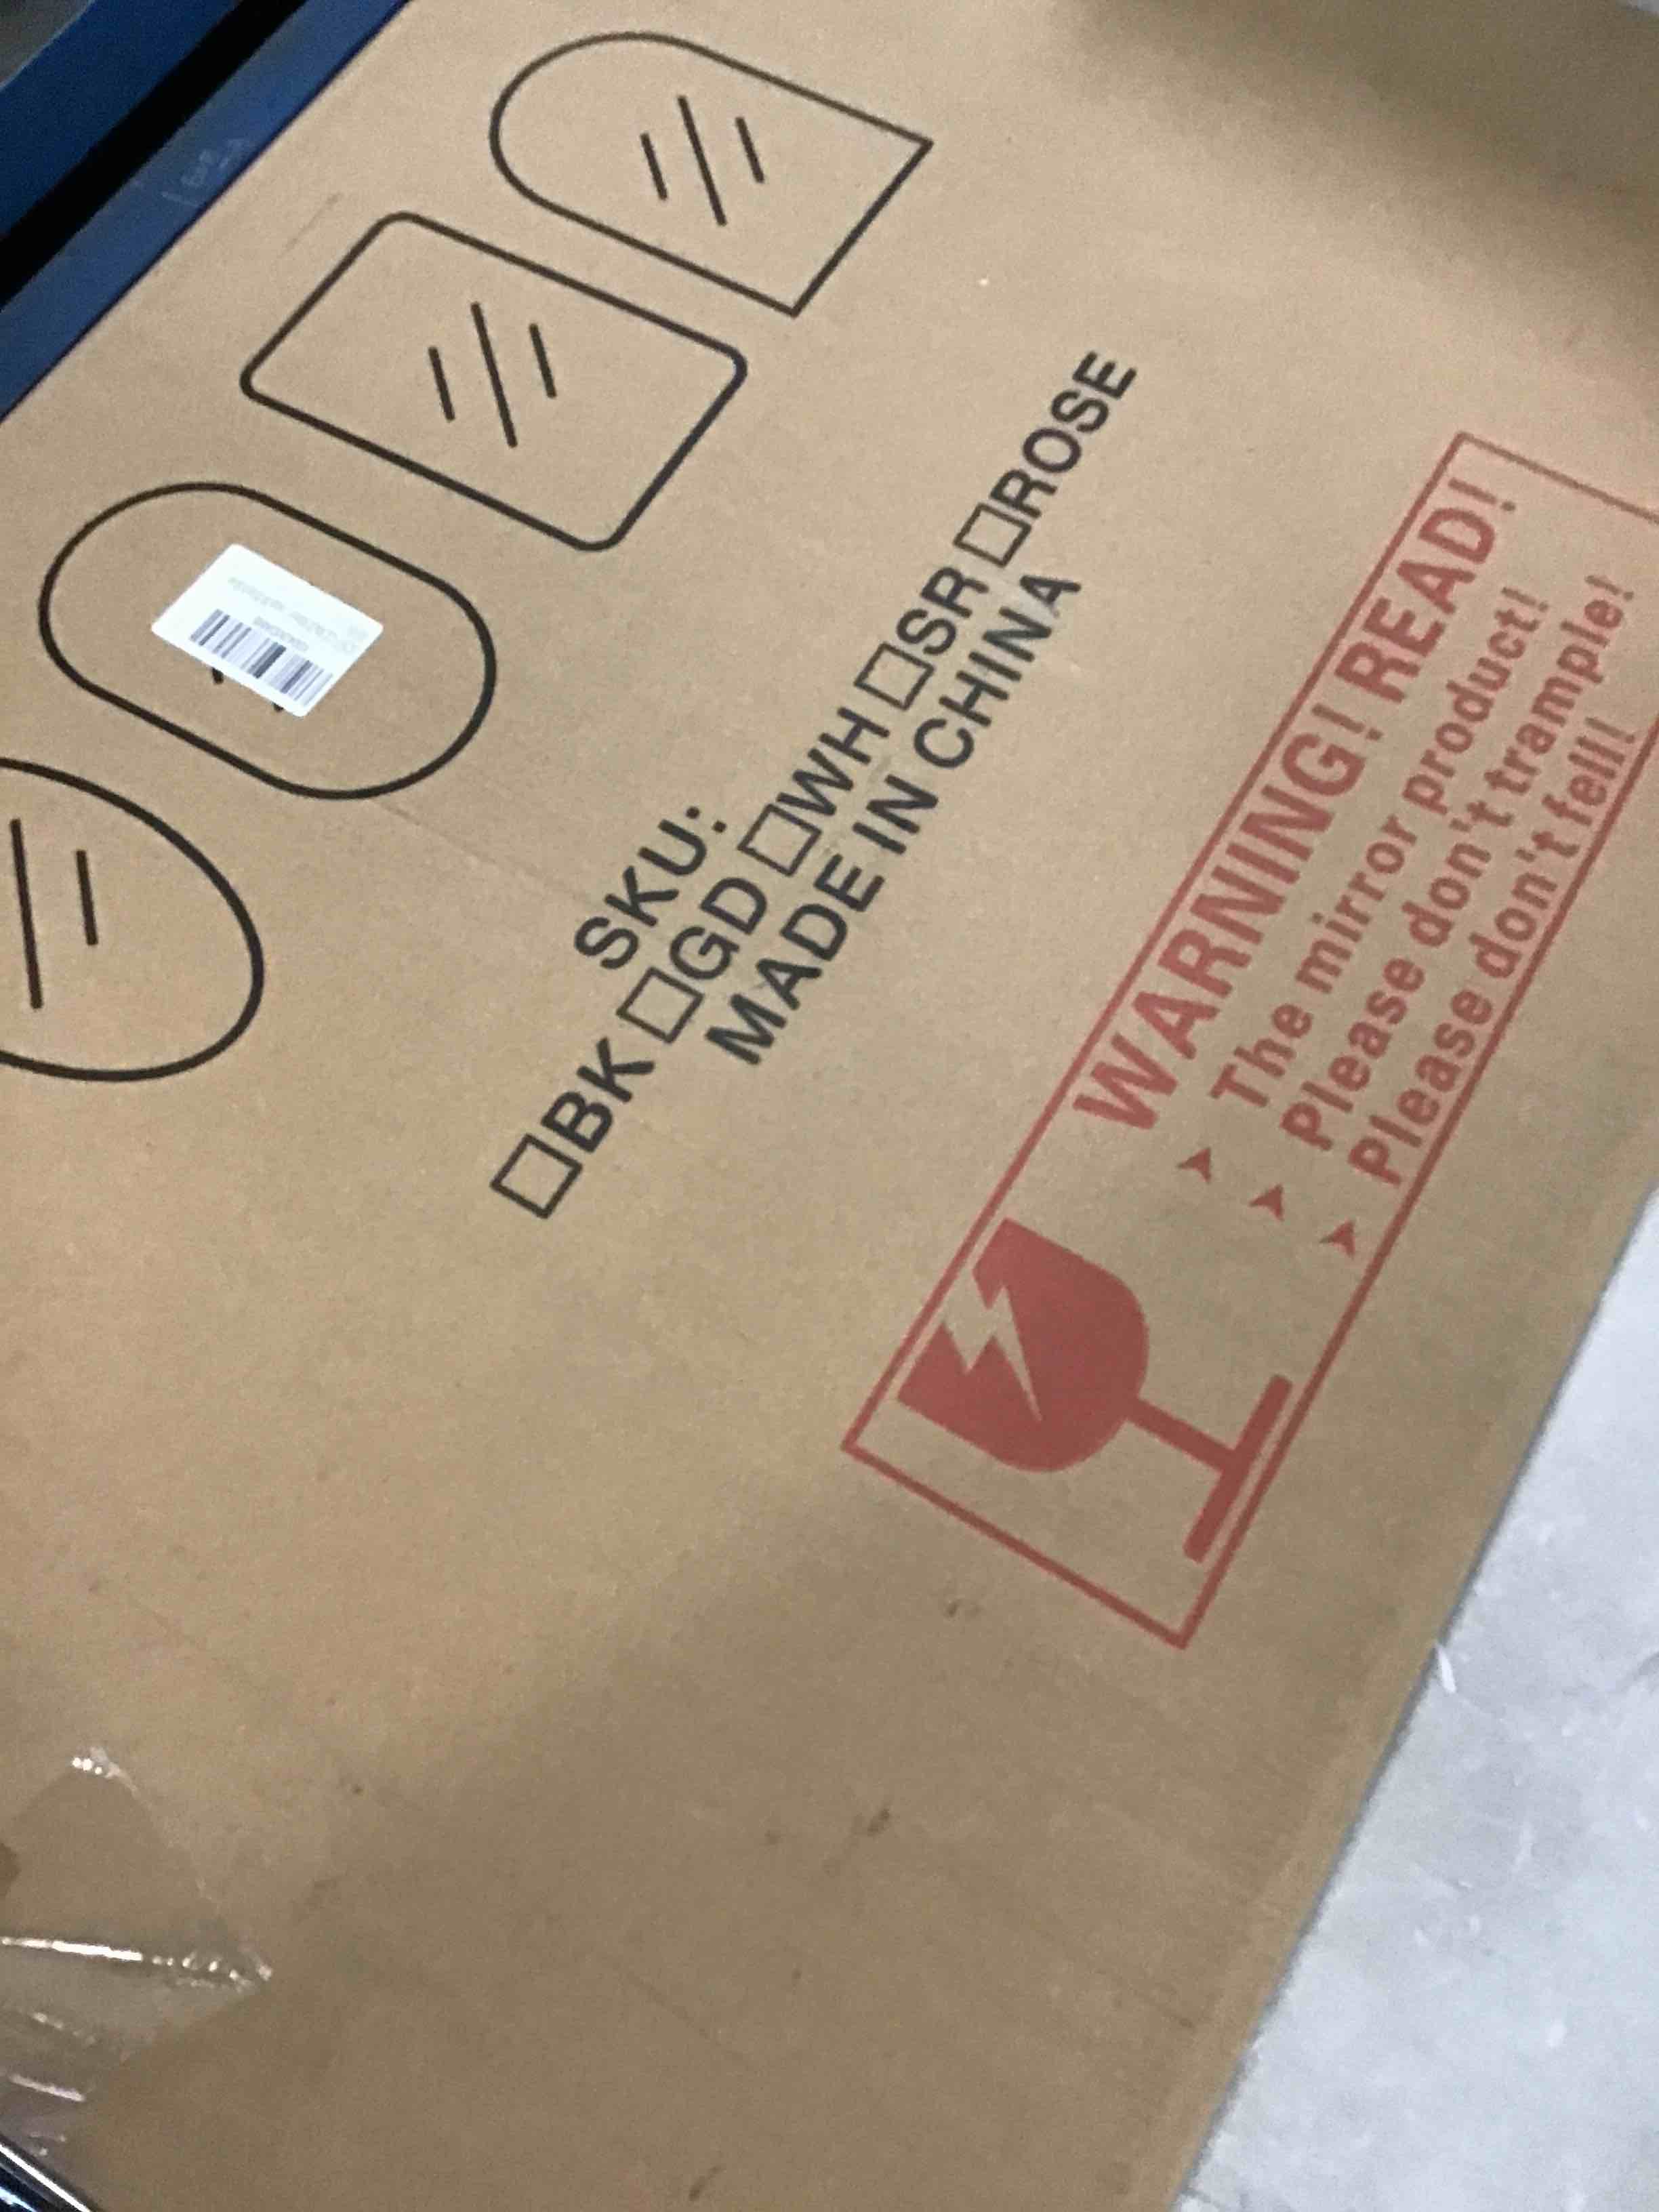 SKU:
□BK □GD □WH □SR □ROSE
MADE IN CHINA
WARNING! READ!
➤ The mirror product!
➤ Please don't trample!
➤ Please don't fell!